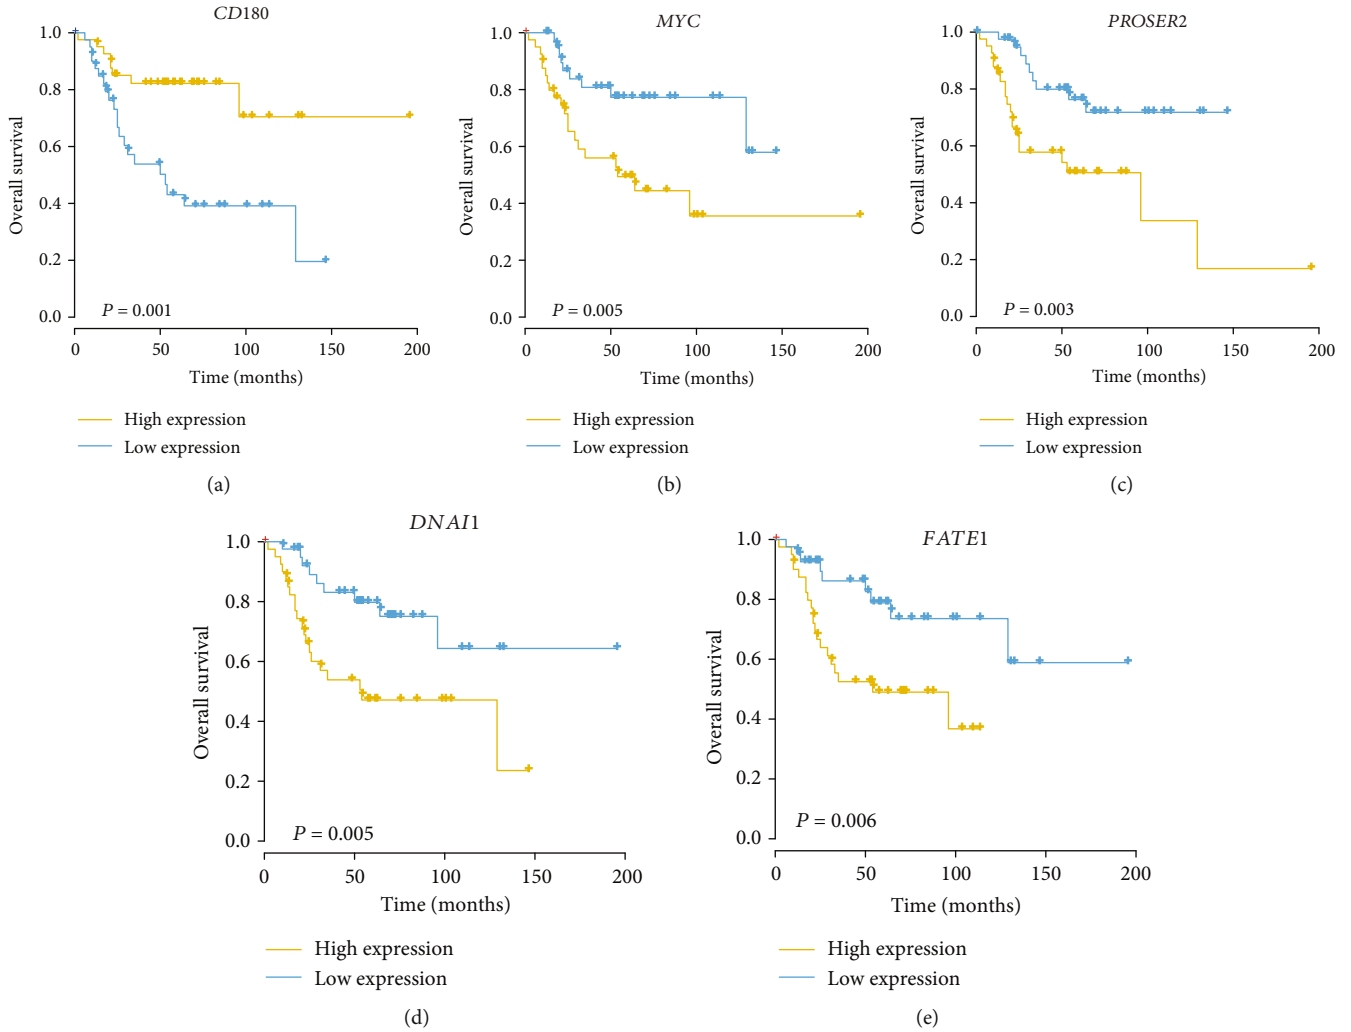 CD180
Overall survival
1.0
0.8
0.6
0.4
0.2
0.0
P = 0.001
0 50 100 150 200
Time (months)
High expression
Low expression
(a)
MYC
Overall survival
1.0
0.8
0.6
0.4
0.2
0.0
P = 0.005
0 50 100 150 200
Time (months)
High expression
Low expression
(b)
PROSER2
Overall survival
1.0
0.8
0.6
0.4
0.2
0.0
P = 0.003
0 50 100 150 200
Time (months)
High expression
Low expression
(c)
DNAI1
Overall survival
1.0
0.8
0.6
0.4
0.2
0.0
P = 0.005
0 50 100 150 200
Time (months)
High expression
Low expression
(d)
FATE1
Overall survival
1.0
0.8
0.6
0.4
0.2
0.0
P = 0.006
0 50 100 150 200
Time (months)
High expression
Low expression
(e)